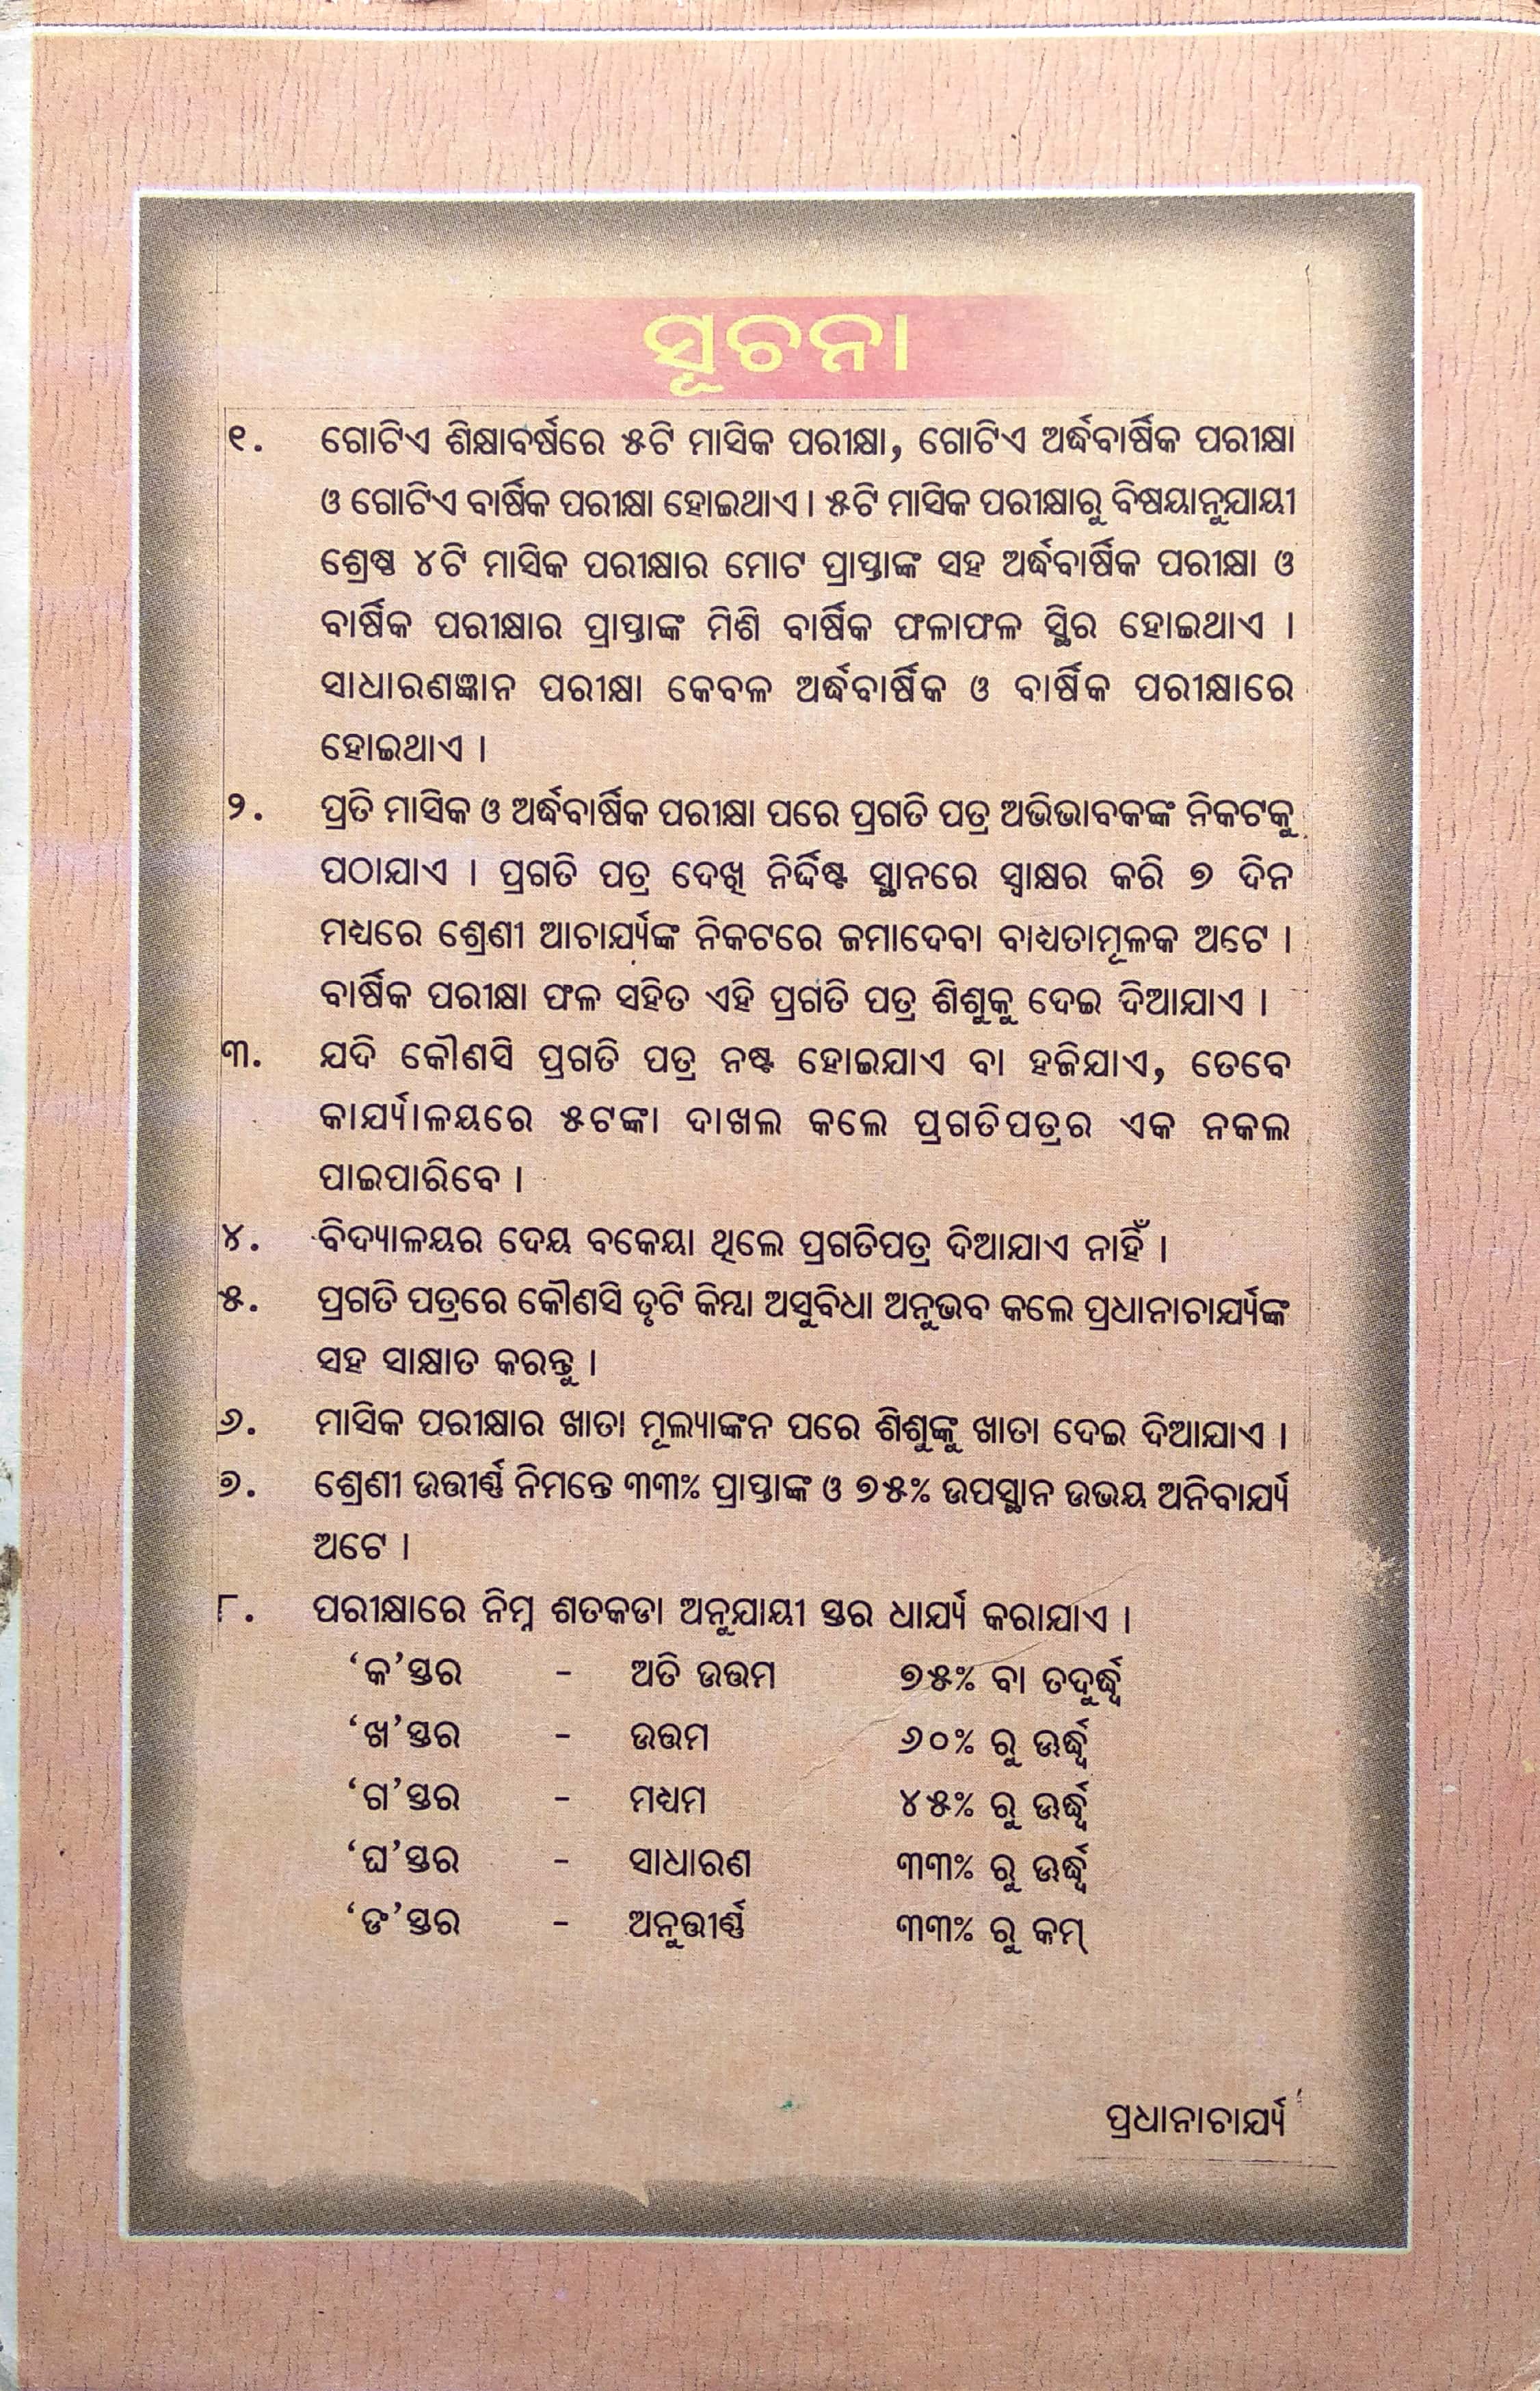 ସୂଚନା
୧. ଗୋଟିଏ ଶିକ୍ଷାବର୍ଷରେ ୫ଟି ମାସିକ ପରୀକ୍ଷା, ଗୋଟିଏ ଅର୍ଦ୍ଧବାର୍ଷିକ ପରୀକ୍ଷା
ଓ ଗୋଟିଏ ବାର୍ଷିକ ପରୀକ୍ଷା ହୋଇଥାଏ । ୫ଟି ମାସିକ ପରୀକ୍ଷାରୁ ବିଷୟାନୁଯାୟୀ
ଶ୍ରେଷ୍ଠ ୪ଟି ମାସିକ ପରୀକ୍ଷାର ମୋଟ ପ୍ରାପ୍ତାଙ୍କ ସହ ଅର୍ଦ୍ଧବାର୍ଷିକ ପରୀକ୍ଷା ଓ
ବାର୍ଷିକ ପରୀକ୍ଷାର ପ୍ରାପ୍ତାଙ୍କ ମିଶି ବାର୍ଷିକ ଫଳାଫଳ ସ୍ଥିର ହୋଇଥାଏ ।
ସାଧାରଣଜ୍ଞାନ ପରୀକ୍ଷା କେବଳ ଅର୍ଦ୍ଧବାର୍ଷିକ ଓ ବାର୍ଷିକ ପରୀକ୍ଷାରେ
ହୋଇଥାଏ ।
୨. ପ୍ରତି ମାସିକ ଓ ଅର୍ଦ୍ଧବାର୍ଷିକ ପରୀକ୍ଷା ପରେ ପ୍ରଗତି ପତ୍ର ଅଭିଭାବକଙ୍କ ନିକଟକୁ
ପଠାଯାଏ । ପ୍ରଗତି ପତ୍ର ଦେଖି ନିର୍ଦ୍ଦିଷ୍ଟ ସ୍ଥାନରେ ସ୍ୱାକ୍ଷର କରି ୭ ଦିନ
ମଧ୍ୟରେ ଶ୍ରେଣୀ ଆଚାର୍ଯ୍ୟଙ୍କ ନିକଟରେ ଜମାଦେବା ବାଧ୍ୟତାମୂଳକ ଅଟେ ।
ବାର୍ଷିକ ପରୀକ୍ଷା ଫଳ ସହିତ ଏହି ପ୍ରଗତି ପତ୍ର ଶିଶୁକୁ ଦେଇ ଦିଆଯାଏ ।
୩. ଯଦି କୌଣସି ପ୍ରଗତି ପତ୍ର ନଷ୍ଟ ହୋଇଯାଏ ବା ହଜିଯାଏ, ତେବେ
କାର୍ଯ୍ୟାଳୟରେ ୫ଟଙ୍କା ଦାଖଲ କଲେ ପ୍ରଗତିପତ୍ରର ଏକ ନକଲ
ପାଇପାରିବେ ।
୪. ବିଦ୍ୟାଳୟର ଦେୟ ବକେୟା ଥିଲେ ପ୍ରଗତିପତ୍ର ଦିଆଯାଏ ନାହିଁ ।
୫. ପ୍ରଗତି ପତ୍ରରେ କୌଣସି ତୃଟି କିମ୍ୱା ଅସୁବିଧା ଅନୁଭବ କଲେ ପ୍ରଧାନାଚାର୍ଯ୍ୟଙ୍କ
ସହ ସାକ୍ଷାତ କରନ୍ତୁ ।
୬. ମାସିକ ପରୀକ୍ଷାର ଖାତା ମୂଲ୍ୟାଙ୍କନ ପରେ ଶିଶୁଙ୍କୁ ଖାତା ଦେଇ ଦିଆଯାଏ ।
୭. ଶ୍ରେଣୀ ଉତ୍ତୀର୍ଣ୍ଣ ନିମନ୍ତେ ୩୩% ପ୍ରାପ୍ତାଙ୍କ ଓ ୭୫% ଉପସ୍ଥାନ ଉଭୟ ଅନିବାର୍ଯ୍ୟ
ଅଟେ ।
୮. ପରୀକ୍ଷାରେ ନିମ୍ନ ଶତକଡା ଅନୁଯାୟୀ ସ୍ତର ଧାର୍ଯ୍ୟ କରାଯାଏ ।
‘କ’ସ୍ତର - ଅତି ଉତ୍ତମ ୭୫% ବା ତଦୁର୍ଦ୍ଧ୍ୱ
‘ଖ’ସ୍ତର - ଉତ୍ତମ ୬୦% ରୁ ଊର୍ଦ୍ଧ୍ୱ
‘ଗ’ସ୍ତର - ମଧ୍ୟମ ୪୫% ରୁ ଊର୍ଦ୍ଧ୍ୱ
‘ଘ’ସ୍ତର - ସାଧାରଣ ୩୩% ରୁ ଊର୍ଦ୍ଧ୍ୱ
‘ଙ’ସ୍ତର - ଅନୁତ୍ତୀର୍ଣ୍ଣ ୩୩% ରୁ କମ୍
ପ୍ରଧାନାଚାର୍ଯ୍ୟ